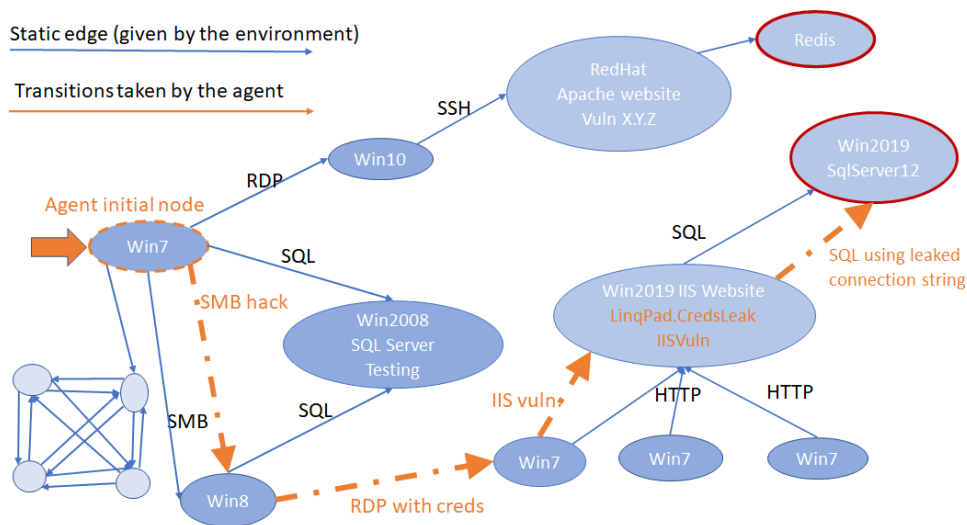 Static edge (given by the environment)
Transitions taken by the agent
Redis
RedHat
Apache website
Vuln X.Y.Z
SSH
Win10
RDP
Win2019
SqlServer12
Agent initial node
Win7
SQL
SQL
SQL using leaked
connection string
SMB hack
Win2019 IIS Website
LinqPad.CredsLeak
IISVuln
Win2008
SQL Server
Testing
SMB
SQL
IIS vuln
HTTP
HTTP
Win7
Win7
Win7
Win8
RDP with creds